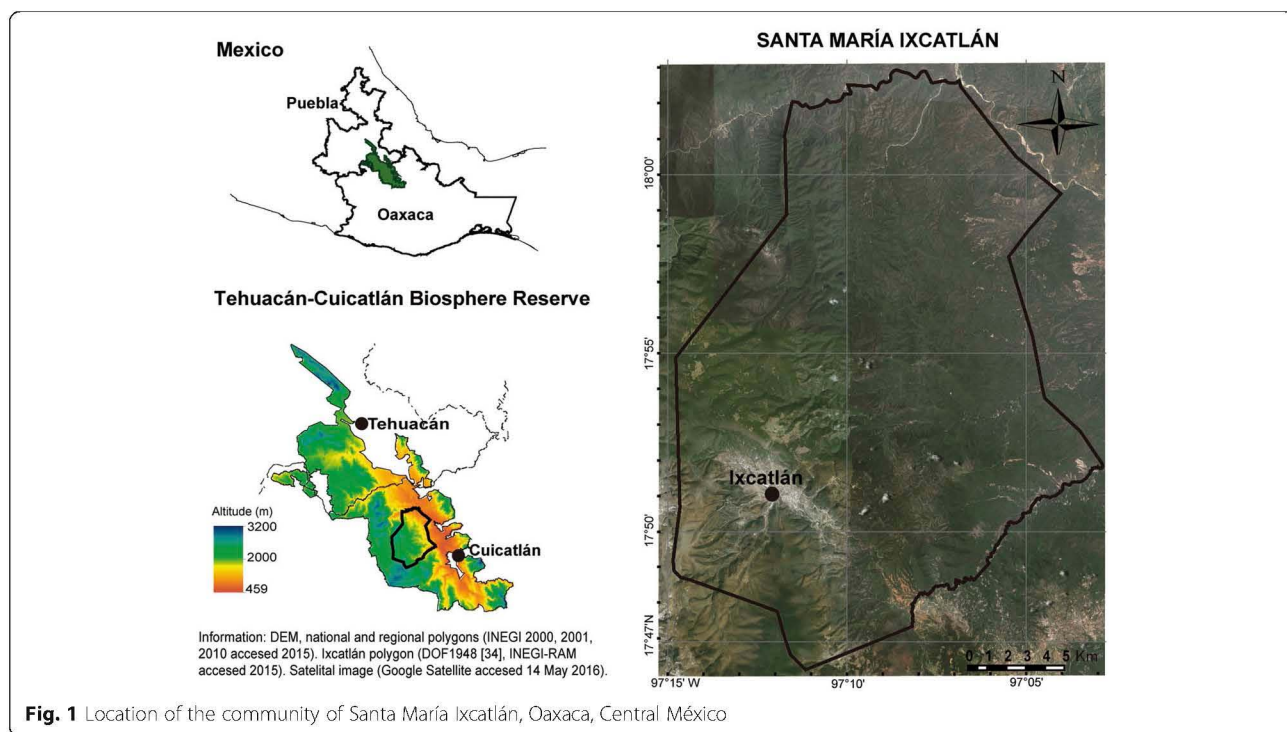 Mexico
Puebla
Oaxaca
Tehuacán-Cuicatlán Biosphere Reserve
Tehuacán
Cuicatlán
Altitude (m)
3200
2000
459
Information: DEM, national and regional polygons (INEGI 2000, 2001,
2010 accesed 2015). Ixcatlán polygon (DOF1948 [34], INEGI-RAM
accesed 2015). Satelital image (Google Satellite accesed 14 May 2016).
SANTA MARÍA IXCATLÁN
N
18°00'
17°55'
17°50'
17°47'N
Ixcatlán
0 1 2 3 4 5 Km
97°15' W
97°10'
97°05'
Fig. 1 Location of the community of Santa María Ixcatlán, Oaxaca, Central México